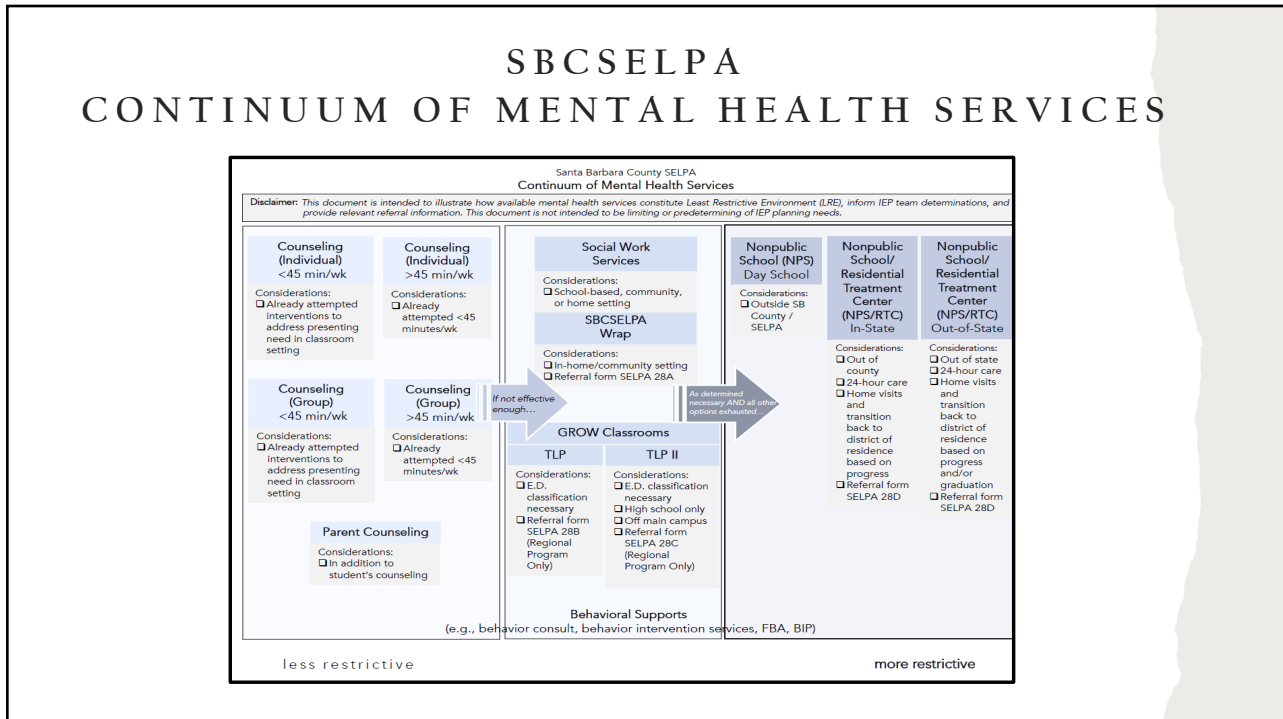 SBCSELPA
CONTINUUM OF MENTAL HEALTH SERVICES
Santa Barbara County SELPA
Continuum of Mental Health Services
Disclaimer: This document is intended to illustrate how available mental health services constitute Least Restrictive Environment (LRE), inform IEP team determinations, and
provide relevant referral information. This document is not intended to be limiting or predetermining of IEP planning needs.
Counseling
(Individual)
<45 min/wk
Considerations:
❑ Already attempted
interventions to
address presenting
need in classroom
setting
Counseling
(Individual)
>45 min/wk
Considerations:
❑ Already
attempted <45
minutes/wk
Counseling
(Group)
<45 min/wk
Considerations:
❑ Already attempted
interventions to
address presenting
need in classroom
setting
Counseling
(Group)
>45 min/wk
Considerations:
❑ Already
attempted <45
minutes/wk
Parent Counseling
Considerations:
❑ In addition to
student's counseling
If not effective
enough…
Social Work
Services
Considerations:
❑ School-based, community,
or home setting
SBCSELPA
Wrap
Considerations:
❑ In-home/community setting
❑ Referral form SELPA 28A
GROW Classrooms
TLP
Considerations:
❑ E.D.
classification
necessary
❑ Referral form
SELPA 28B
(Regional
Program
Only)
TLP II
Considerations:
❑ E.D. classification
necessary
❑ High school only
❑ Off main campus
❑ Referral form
SELPA 28C
(Regional
Program Only)
As determined
necessary AND all other
options exhausted…
Nonpublic
School (NPS)
Day School
Considerations:
❑ Outside SB
County /
SELPA
Nonpublic
School/
Residential
Treatment
Center
(NPS/RTC)
In-State
Considerations:
❑ Out of
county
❑ 24-hour care
❑ Home visits
and
transition
back to
district of
residence
based on
progress
❑ Referral form
SELPA 28D
Nonpublic
School/
Residential
Treatment
Center
(NPS/RTC)
Out-of-State
Considerations:
❑ Out of state
❑ 24-hour care
❑ Home visits
and
transition
back to
district of
residence
based on
progress
and/or
graduation
❑ Referral form
SELPA 28D
Behavioral Supports
(e.g., behavior consult, behavior intervention services, FBA, BIP)
less restrictive
more restrictive